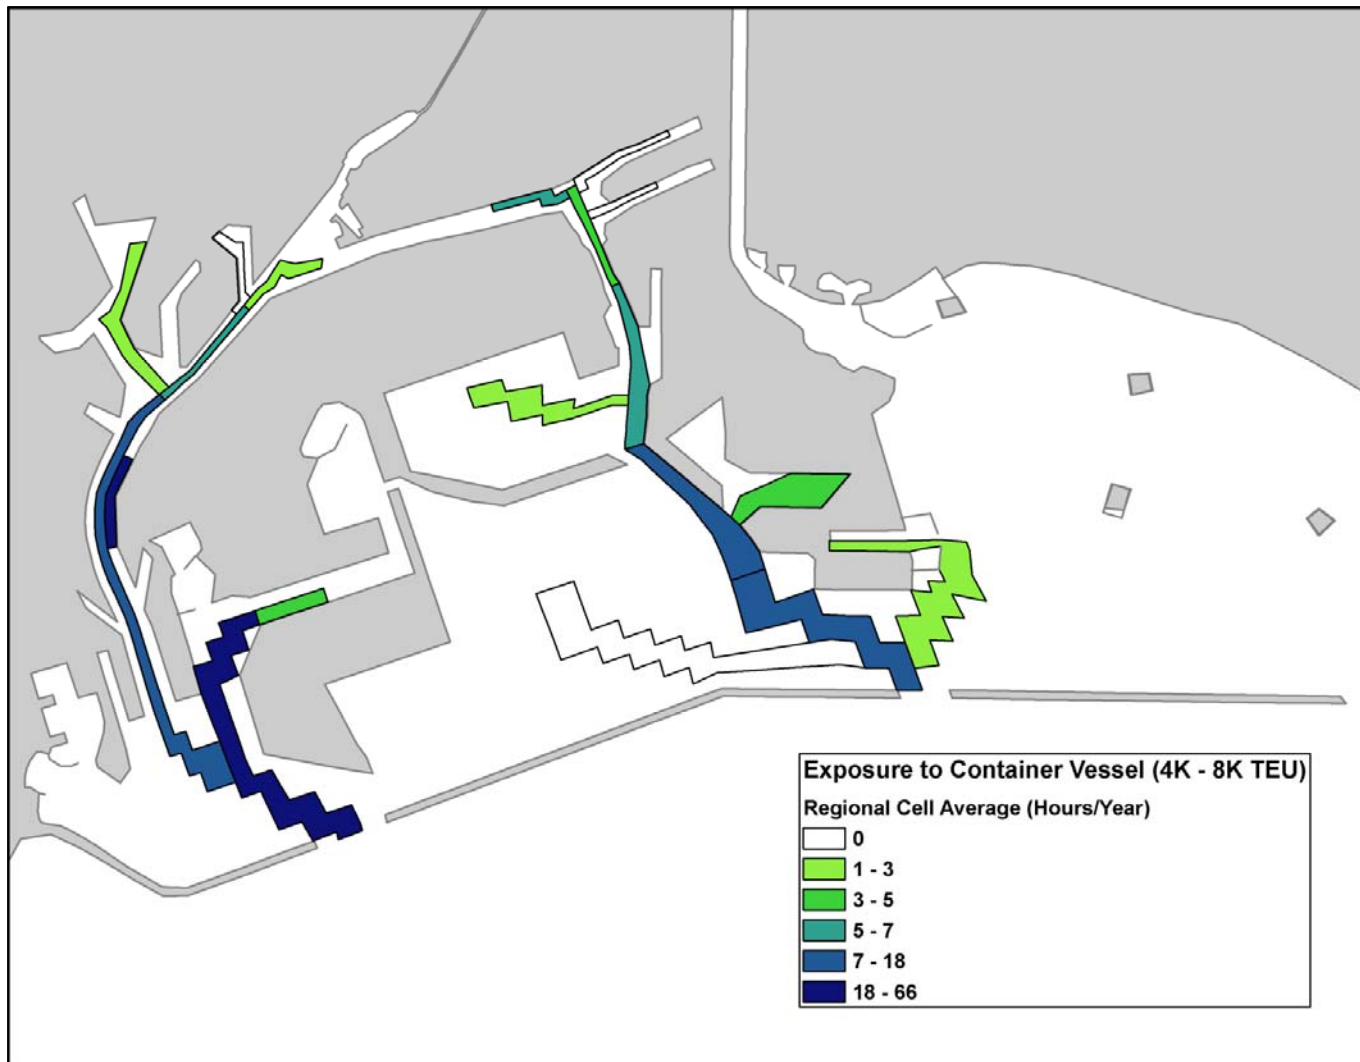 Exposure to Container Vessel (4K - 8K TEU)
Regional Cell Average (Hours/Year)
0
1 - 3
3 - 5
5 - 7
7 - 18
18 - 66